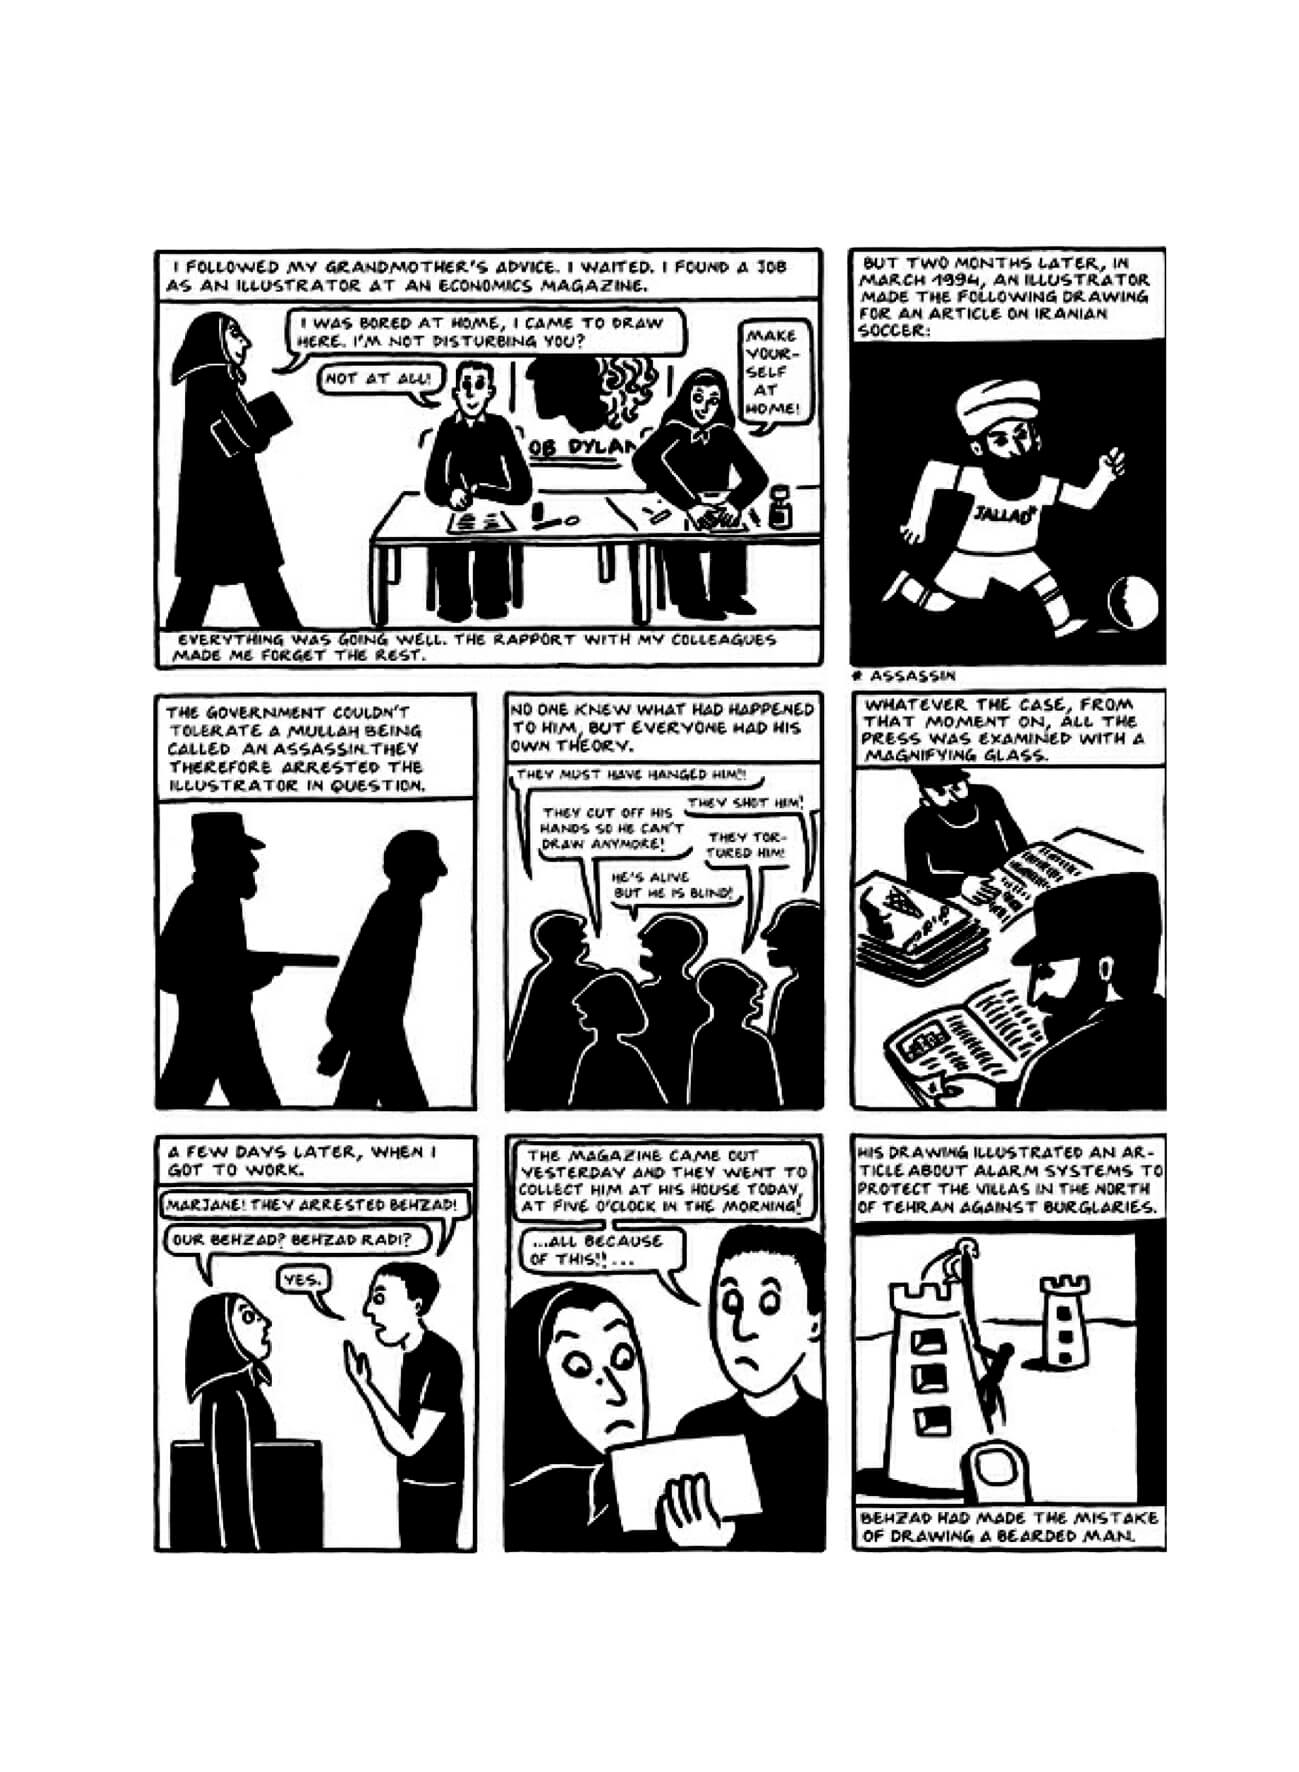 I FOLLOWED MY GRANDMOTHER'S ADVICE. I WAITED. I FOUND A JOB
AS AN ILLUSTRATOR AT AN ECONOMICS MAGAZINE.
I WAS BORED AT HOME, I CAME TO DRAW
HERE. I'M NOT DISTURBING YOU?
NOT AT ALL!
MAKE
YOUR-
SELF
AT
HOME!
OB DYLAN
EVERYTHING WAS GOING WELL. THE RAPPORT WITH MY COLLEAGUES
MADE ME FORGET THE REST.
BUT TWO MONTHS LATER, IN
MARCH 1994, AN ILLUSTRATOR
MADE THE FOLLOWING DRAWING
FOR AN ARTICLE ON IRANIAN
SOCCER:
JALLAD*
* ASSASSIN
THE GOVERNMENT COULDN'T
TOLERATE A MULLAH BEING
CALLED AN ASSASSIN. THEY
THEREFORE ARRESTED THE
ILLUSTRATOR IN QUESTION.
NO ONE KNEW WHAT HAD HAPPENED
TO HIM, BUT EVERYONE HAD HIS
OWN THEORY.
THEY MUST HAVE HANGED HIM!!
THEY CUT OFF HIS
HANDS SO HE CAN'T
DRAW ANYMORE!
THEY SHOT HIM!
THEY TOR-
TURED HIM!
HE'S ALIVE
BUT HE IS BLIND!
WHATEVER THE CASE, FROM
THAT MOMENT ON, ALL THE
PRESS WAS EXAMINED WITH A
MAGNIFYING GLASS.
A FEW DAYS LATER, WHEN I
GOT TO WORK.
MARJANE! THEY ARRESTED BEHZAD!
OUR BEHZAD? BEHZAD RADI?
YES.
THE MAGAZINE CAME OUT
YESTERDAY AND THEY WENT TO
COLLECT HIM AT HIS HOUSE TODAY,
AT FIVE O'CLOCK IN THE MORNING!
...ALL BECAUSE
OF THIS!!...
HIS DRAWING ILLUSTRATED AN AR-
TICLE ABOUT ALARM SYSTEMS TO
PROTECT THE VILLAS IN THE NORTH
OF TEHRAN AGAINST BURGLARIES.
BEHZAD HAD MADE THE MISTAKE
OF DRAWING A BEARDED MAN.